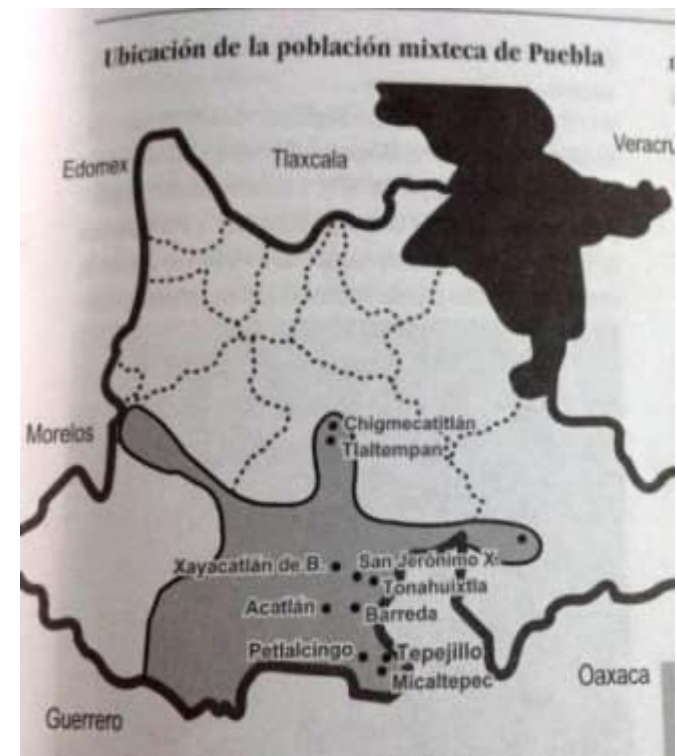 Ubicación de la población mixteca de Puebla
Edomex
Tlaxcala
Morelos
Chigmecatitlán
Tlaltempan
Xayacatlán de B.
San Jerónimo X.
Tonahuixtla
Acatlán
Barreda
Petlalcingo
Tepejillo
Micaltepec
Oaxaca
Guerrero